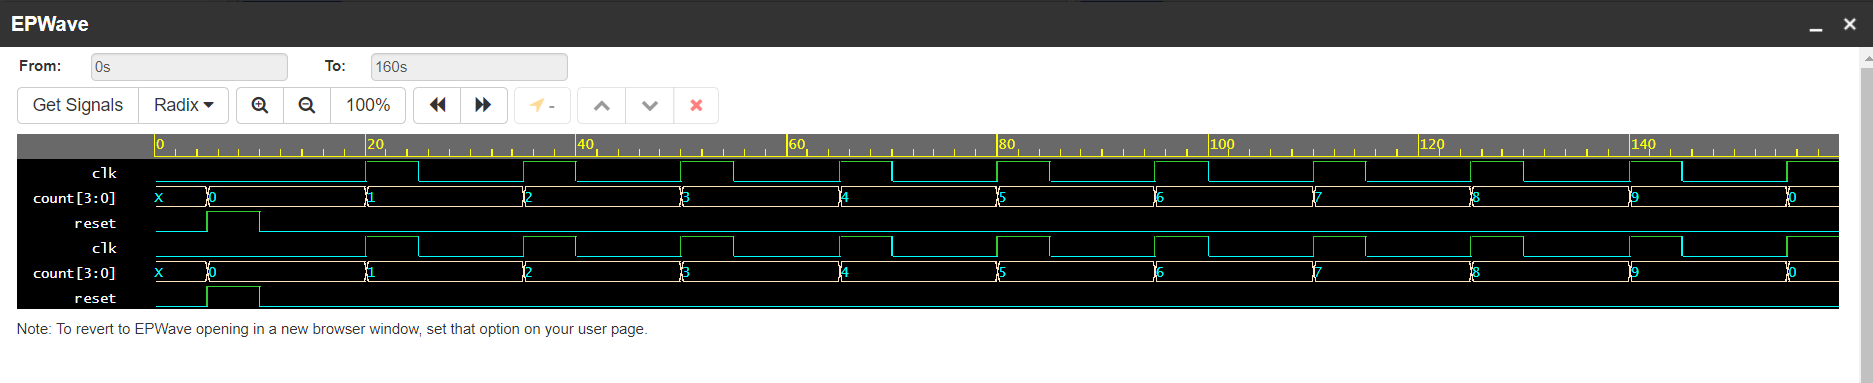 EPWave
From: 0s To: 160s
Get Signals Radix 100% -
0 20 40 60 80 100 120 140
clk
count[3:0] X 0 1 2 3 4 5 6 7 8 9 0
reset
clk
count[3:0] X 0 1 2 3 4 5 6 7 8 9 0
reset
Note: To revert to EPWave opening in a new browser window, set that option on your user page.